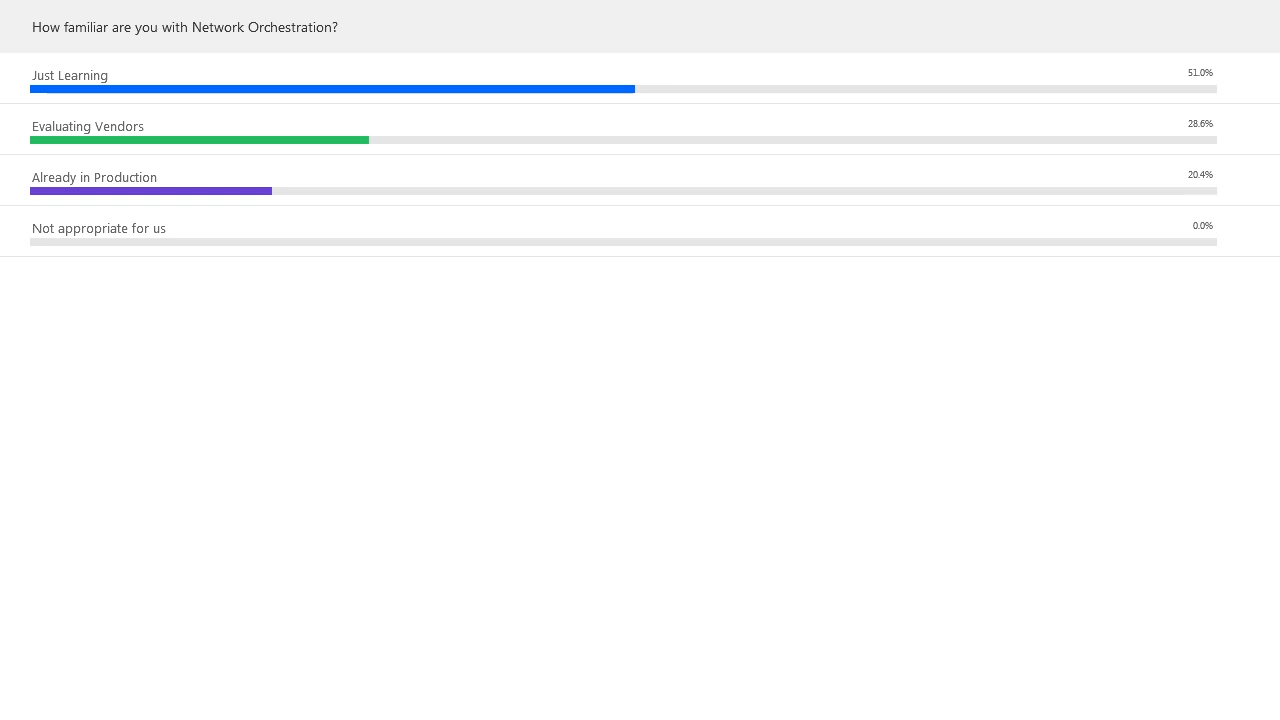 How familiar are you with Network Orchestration?
Just Learning
51.0%
Evaluating Vendors
28.6%
Already in Production
20.4%
Not appropriate for us
0.0%